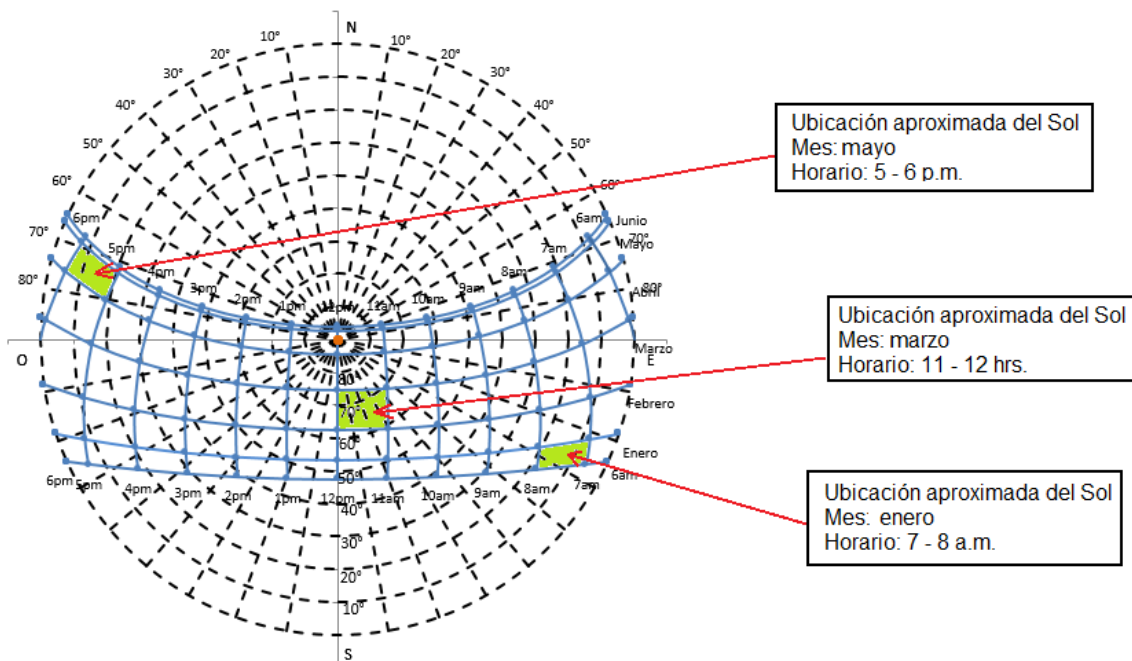 N
10°
10°
20°
20°
30°
30°
40°
40°
50°
50°
60°
60°
70°
70°
80°
80°
O
E
S
6pm
5pm
4pm
3pm
2pm
1pm
12pm
11am
10am
9am
8am
7am
6am
Junio
Mayo
Abril
Marzo
Febrero
Enero
80
70°
60°
50°
40°
30°
20°
10°
6pm
5pm
4pm
3pm
2pm
1pm
12pm
11am
10am
9am
8am
7am
6am
Ubicación aproximada del Sol
Mes: mayo
Horario: 5 - 6 p.m.
Ubicación aproximada del Sol
Mes: marzo
Horario: 11 - 12 hrs.
Ubicación aproximada del Sol
Mes: enero
Horario: 7 - 8 a.m.